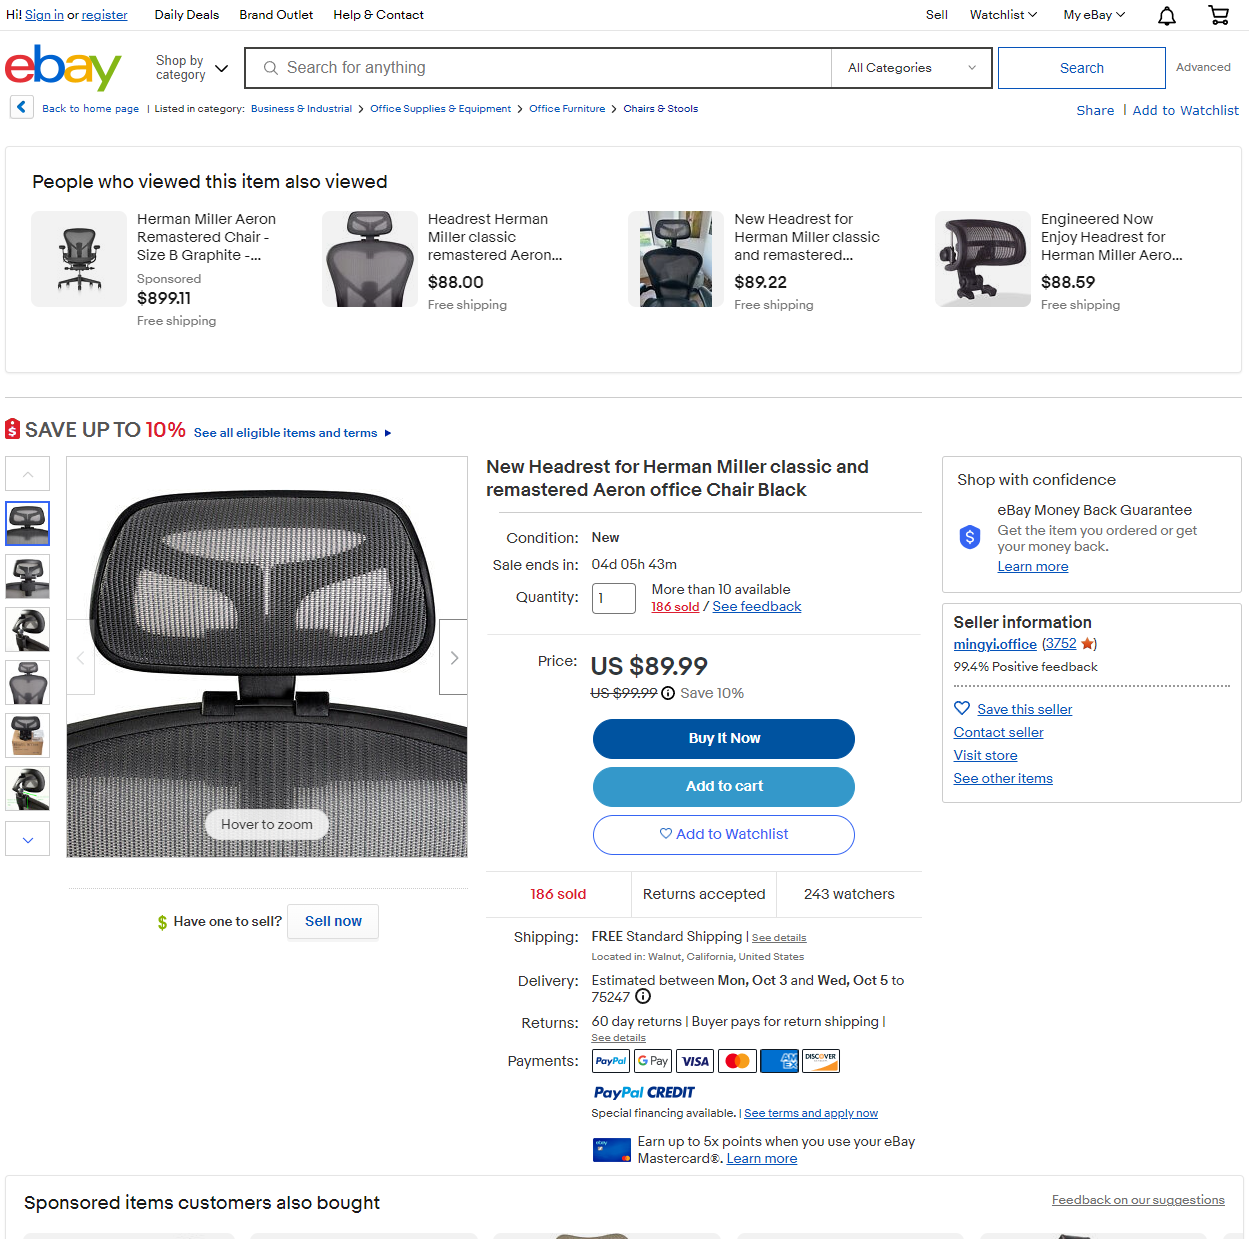 Hi! Sign in or register
Daily Deals
Brand Outlet
Help & Contact
Sell
Watchlist
My eBay
ebay
Shop by category
Search for anything
All Categories
Search
Advanced
Back to home page | Listed in category: Business & Industrial > Office Supplies & Equipment > Office Furniture > Chairs & Stools
Share | Add to Watchlist
People who viewed this item also viewed
Herman Miller Aeron
Remastered Chair -
Size B Graphite -...
Sponsored
$899.11
Free shipping
Headrest Herman
Miller classic
remastered Aeron...
$88.00
Free shipping
New Headrest for
Herman Miller classic
and remastered...
$89.22
Free shipping
Engineered Now
Enjoy Headrest for
Herman Miller Aero...
$88.59
Free shipping
$ SAVE UP TO 10% See all eligible items and terms
Hover to zoom
$ Have one to sell? Sell now
New Headrest for Herman Miller classic and
remastered Aeron office Chair Black
Condition: New
Sale ends in: 04d 05h 43m
Quantity: 1
More than 10 available
186 sold / See feedback
Price: US $89.99
US $99.99 Save 10%
Buy It Now
Add to cart
Add to Watchlist
186 sold
Returns accepted
243 watchers
Shipping: FREE Standard Shipping | See details
Located in: Walnut, California, United States
Delivery: Estimated between Mon, Oct 3 and Wed, Oct 5 to
75247
Returns: 60 day returns | Buyer pays for return shipping |
See details
Payments: PayPal G Pay VISA AMEX DISCOVER
PayPal CREDIT
Special financing available. | See terms and apply now
ebay
Earn up to 5x points when you use your eBay
Mastercard®. Learn more
Shop with confidence
eBay Money Back Guarantee
Get the item you ordered or get
your money back.
Learn more
Seller information
mingyi.office (3752)
99.4% Positive feedback
Save this seller
Contact seller
Visit store
See other items
Sponsored items customers also bought
Feedback on our suggestions